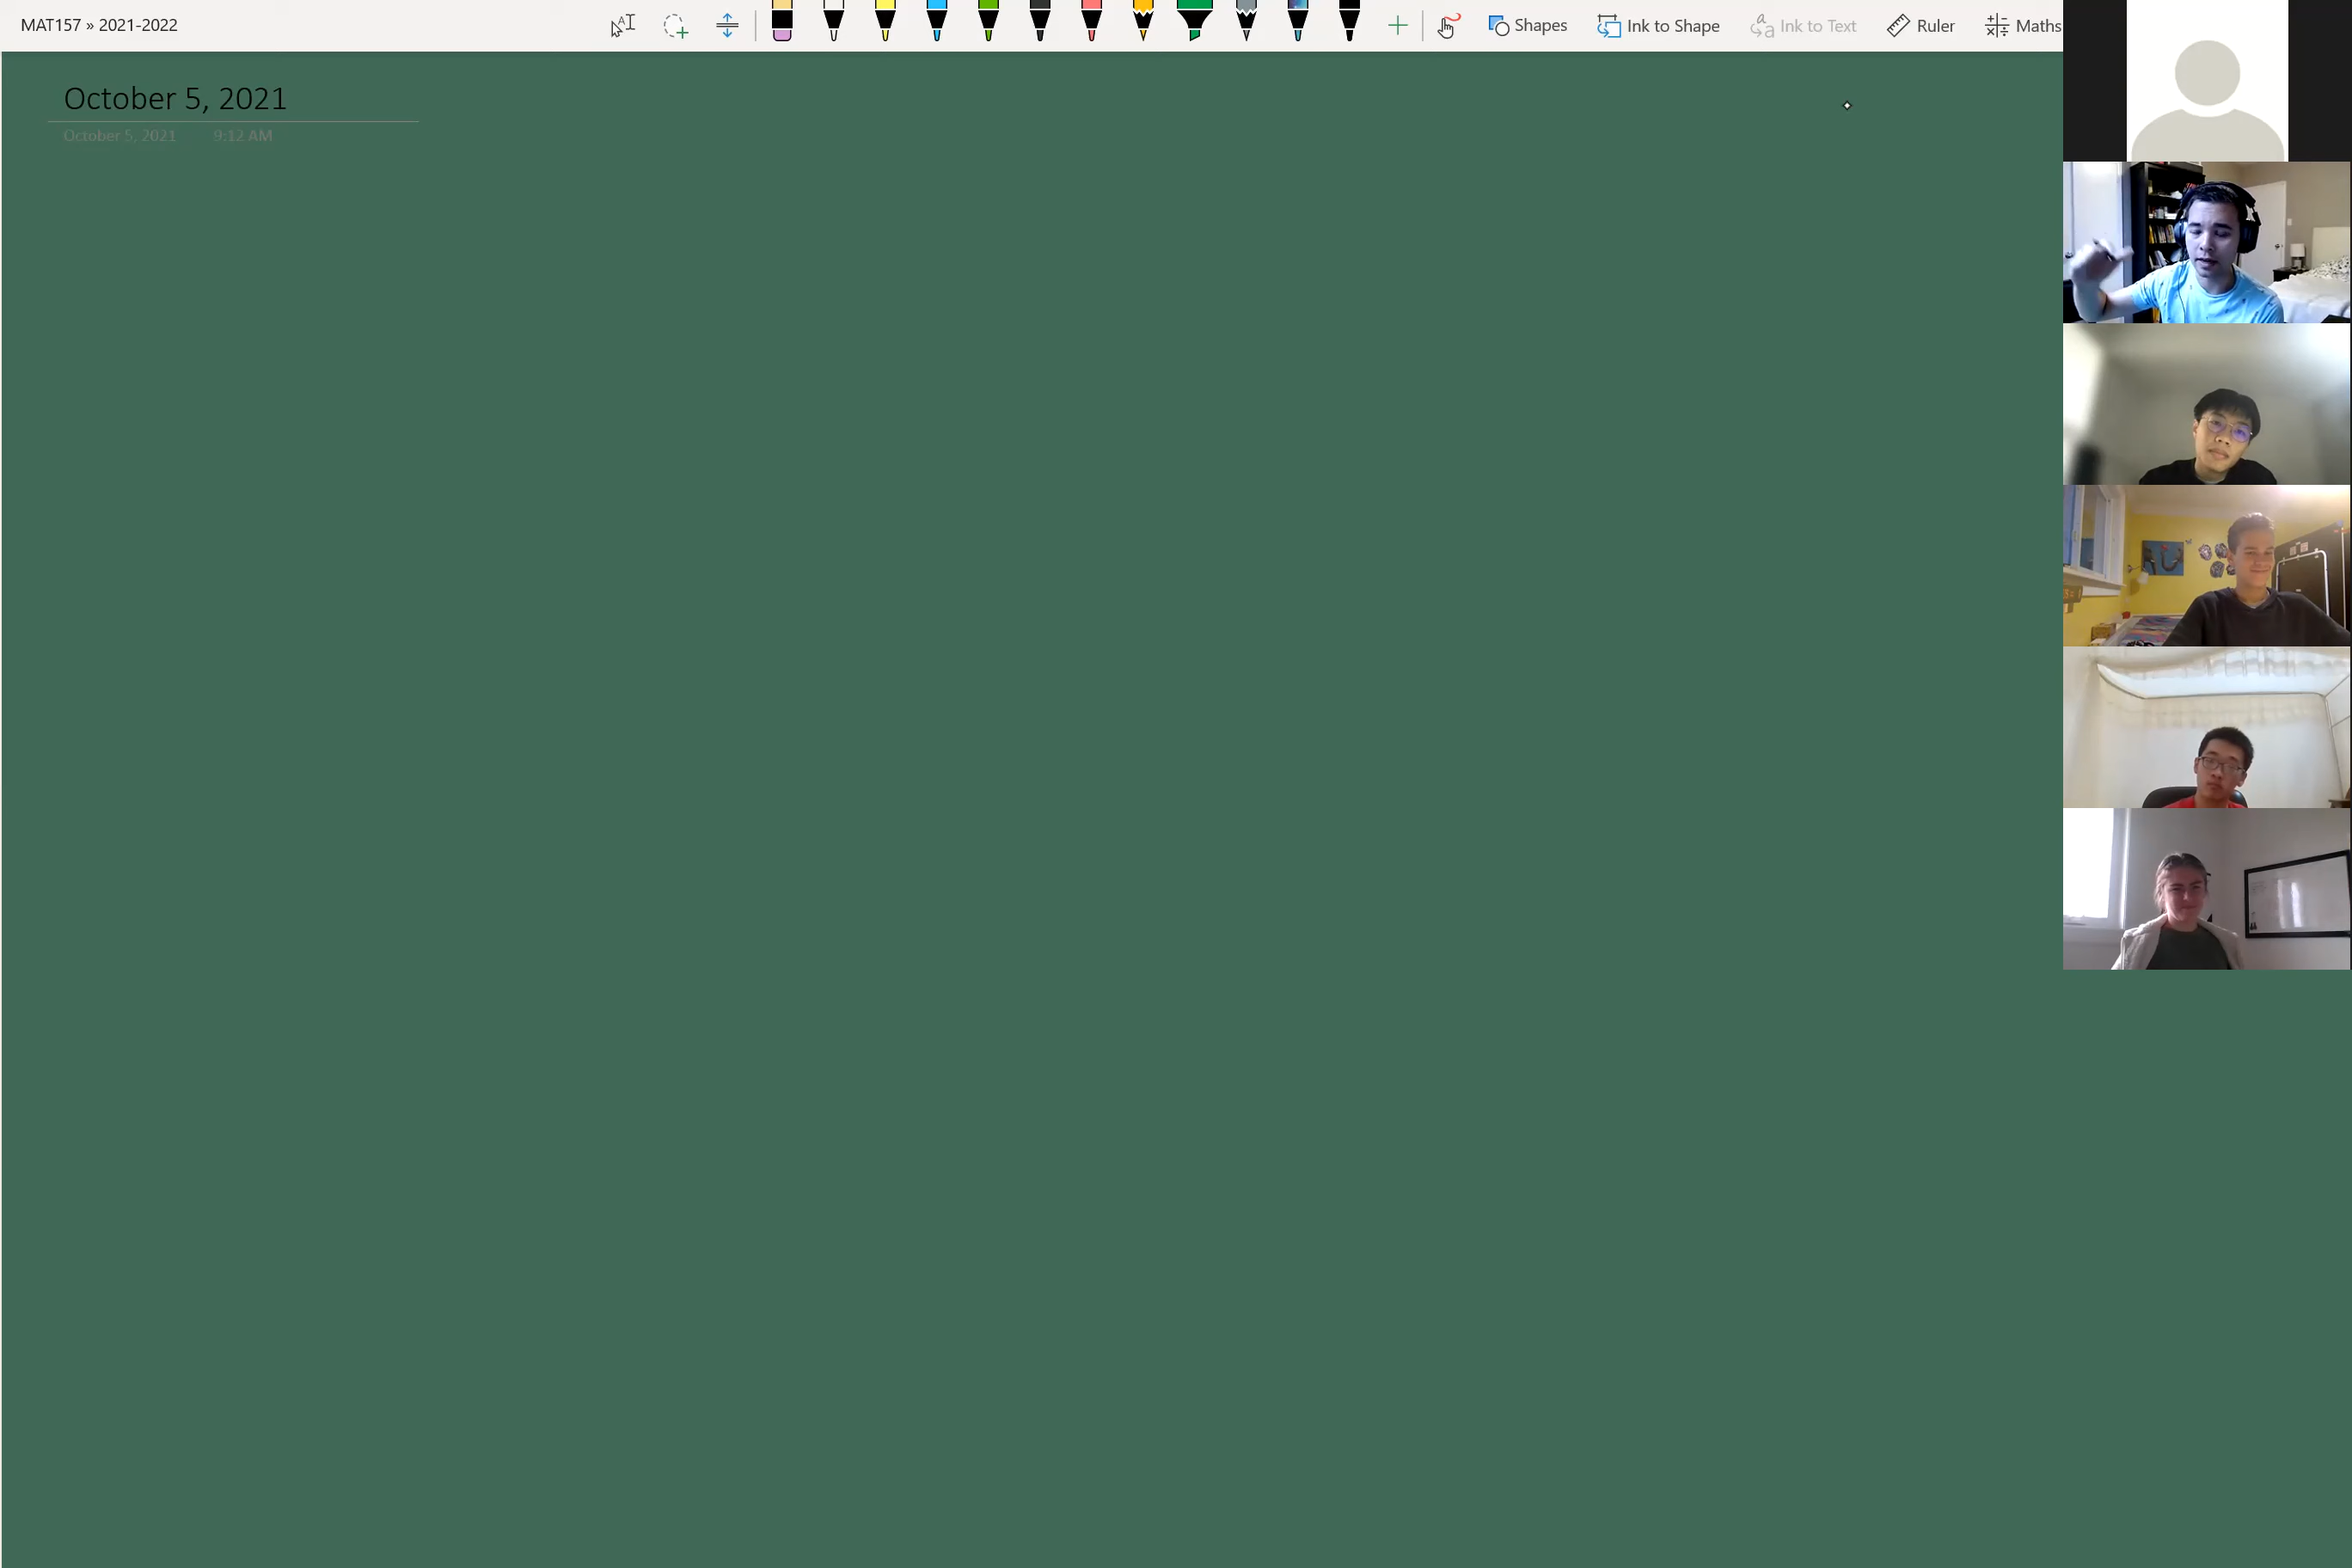 MAT157 » 2021-2022
Shapes
Ink to Shape
Ink to Text
Ruler
Maths
October 5, 2021
October 5, 2021 9:12 AM